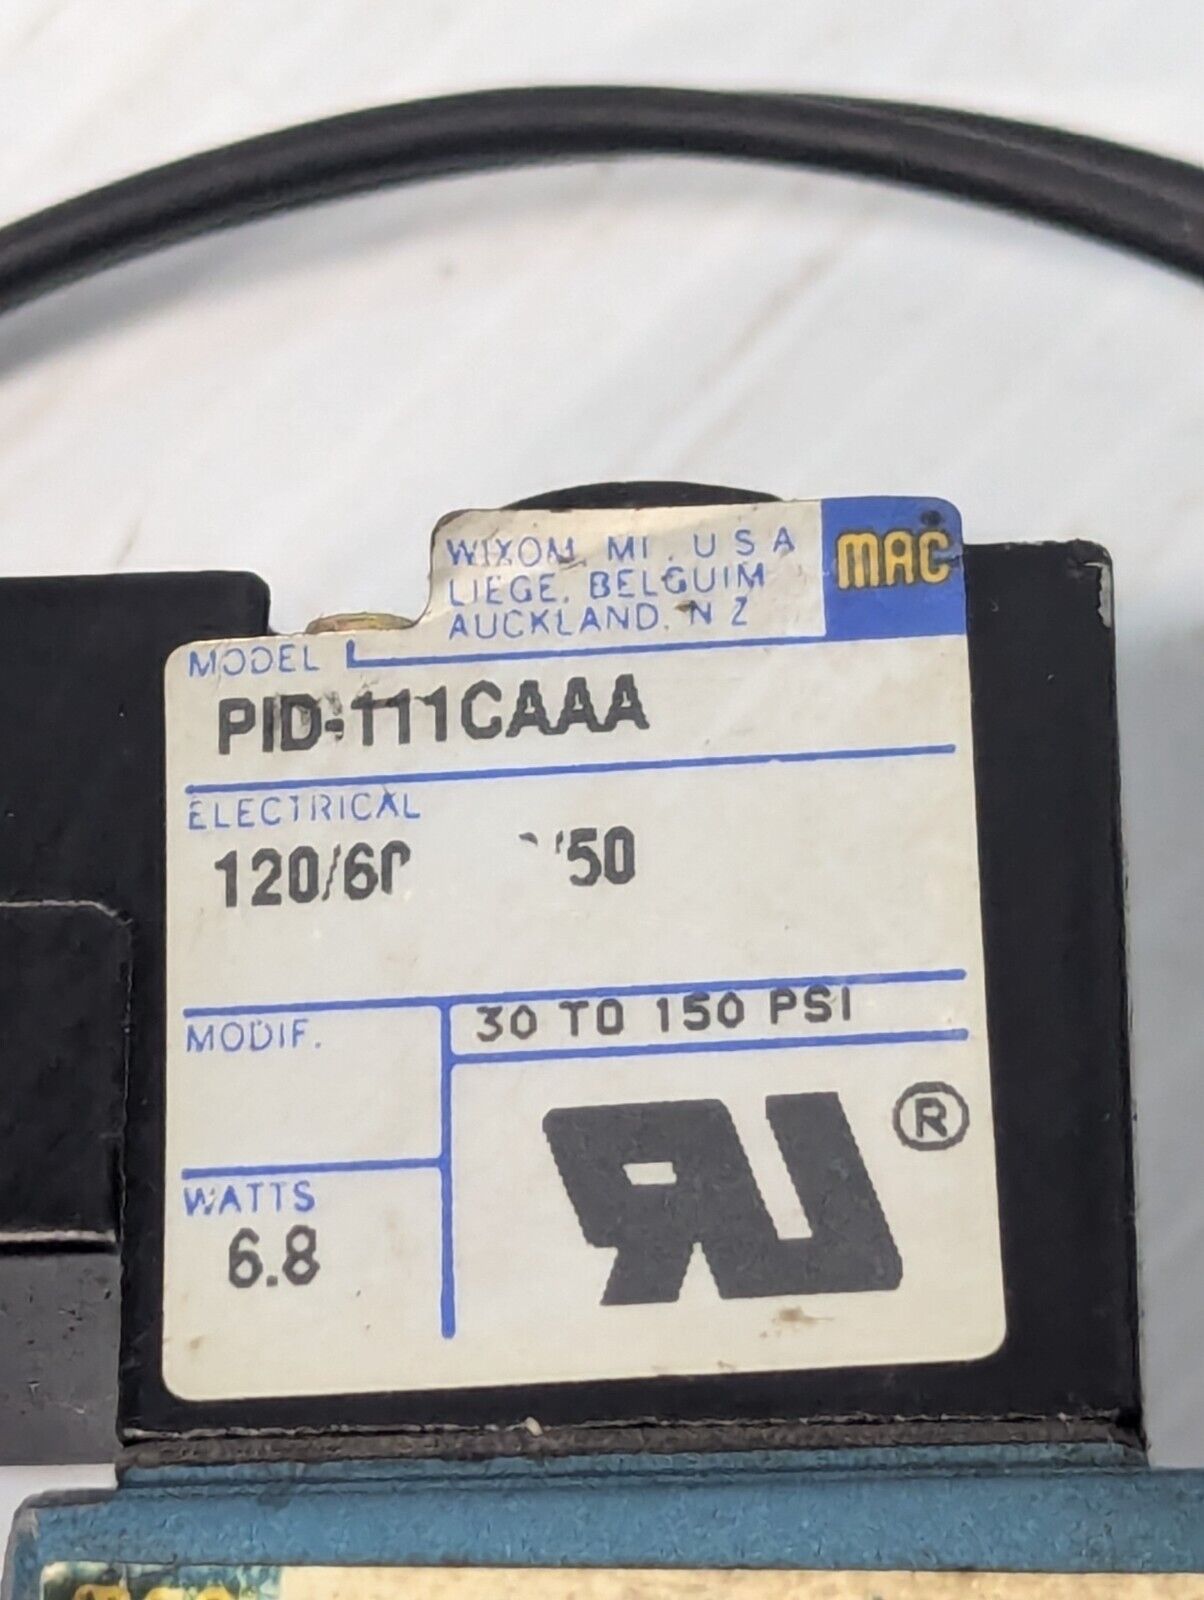 WIXOM, MI. U S A
LIEGE, BELGUIM
AUCKLAND, N Z
MAC
MODEL
PID-111CAAA
ELECTRICAL
120/60 /50
MODIF.
30 TO 150 PSI
WATTS
6.8
RU
®